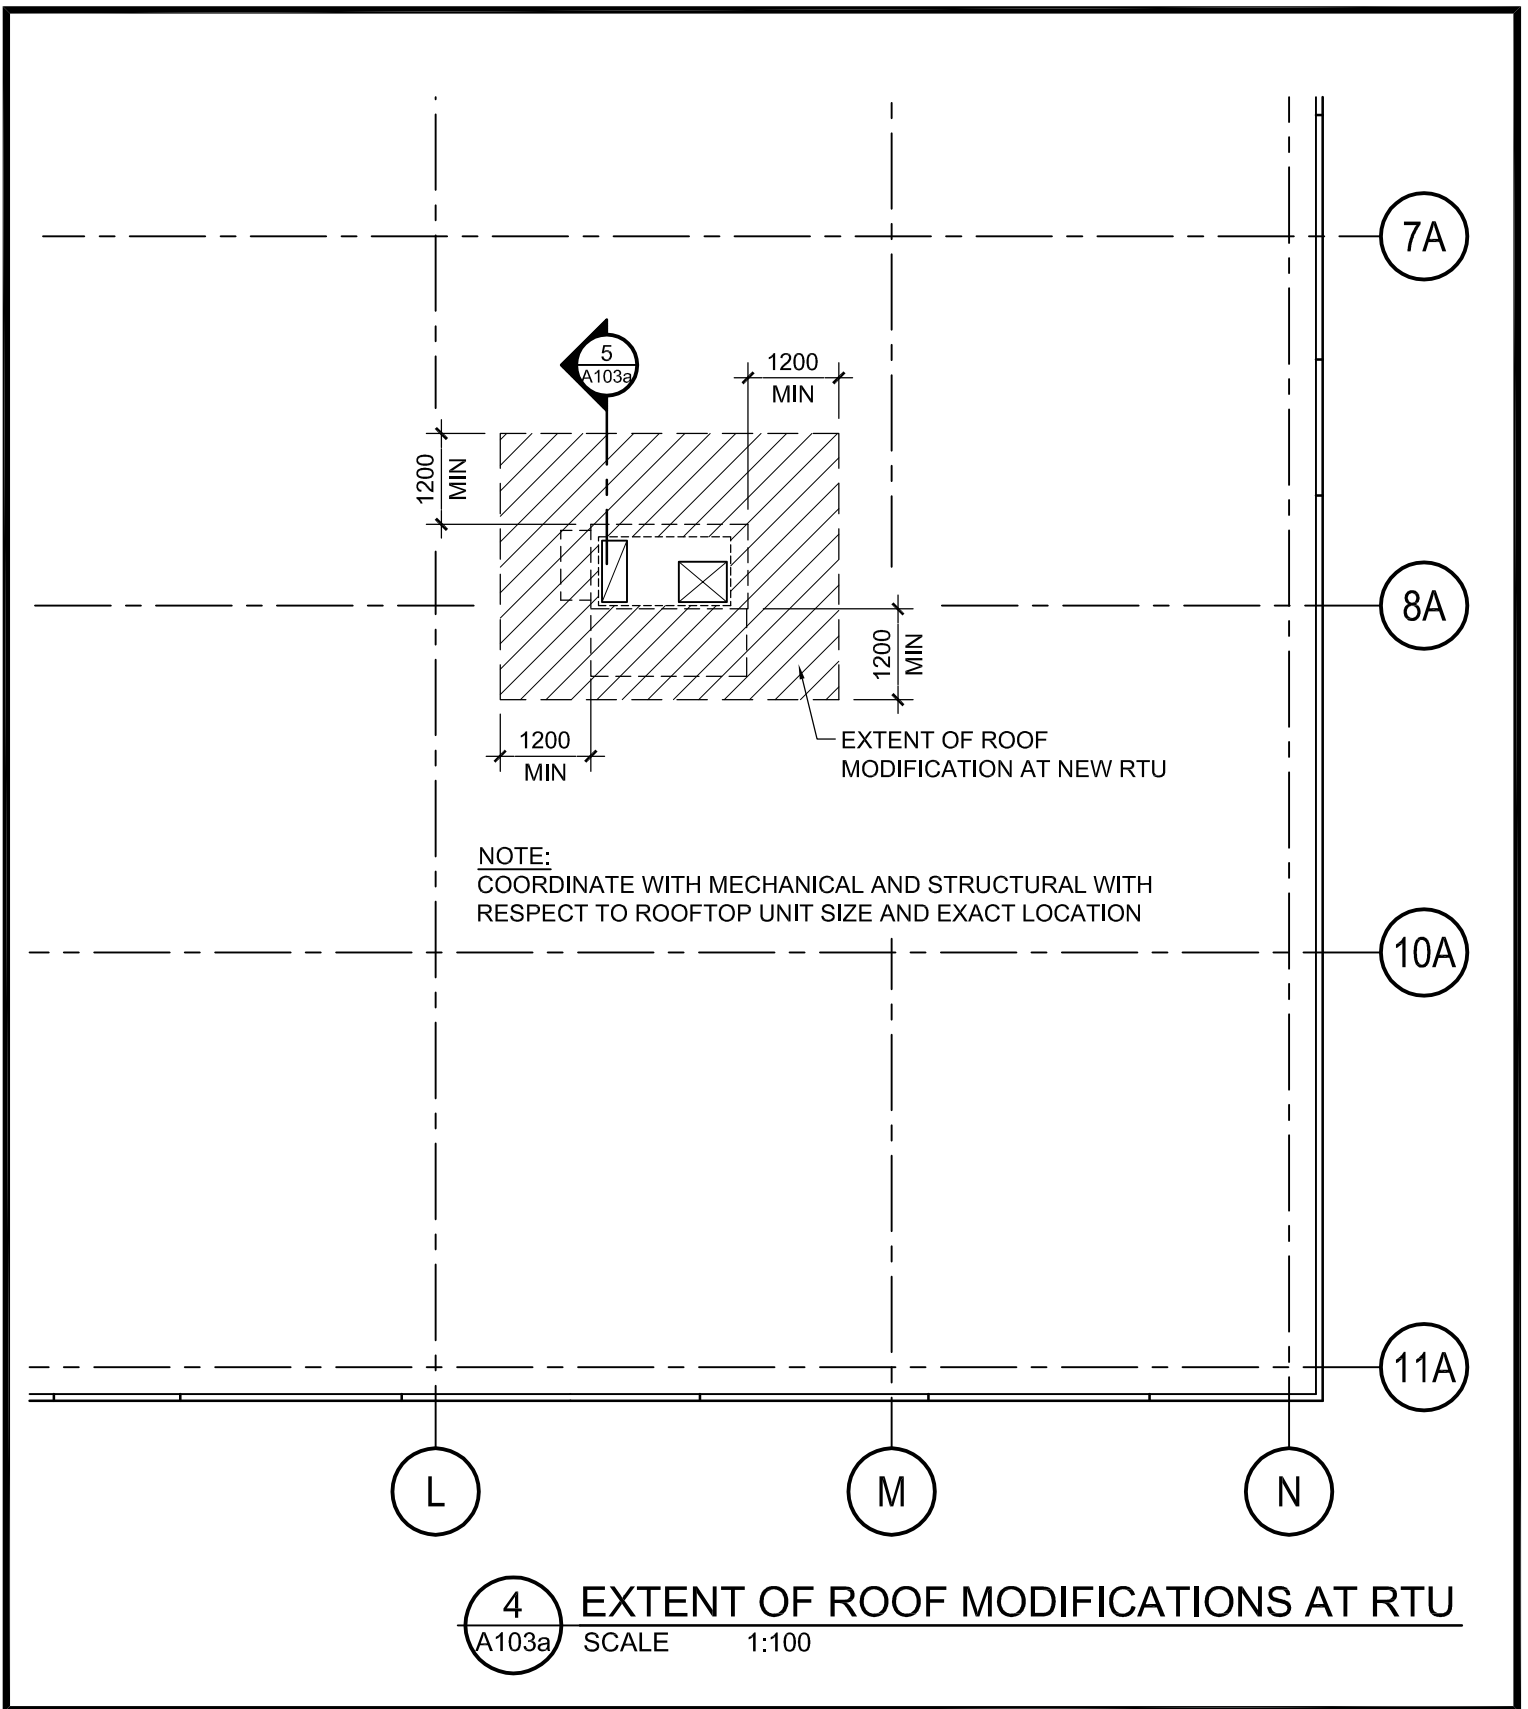 7A
5
A103a
1200
MIN
1200
MIN
8A
1200
MIN
1200
MIN
EXTENT OF ROOF
MODIFICATION AT NEW RTU
NOTE:
COORDINATE WITH MECHANICAL AND STRUCTURAL WITH
RESPECT TO ROOFTOP UNIT SIZE AND EXACT LOCATION
10A
11A
L
M
N
4
A103a
EXTENT OF ROOF MODIFICATIONS AT RTU
SCALE 1:100